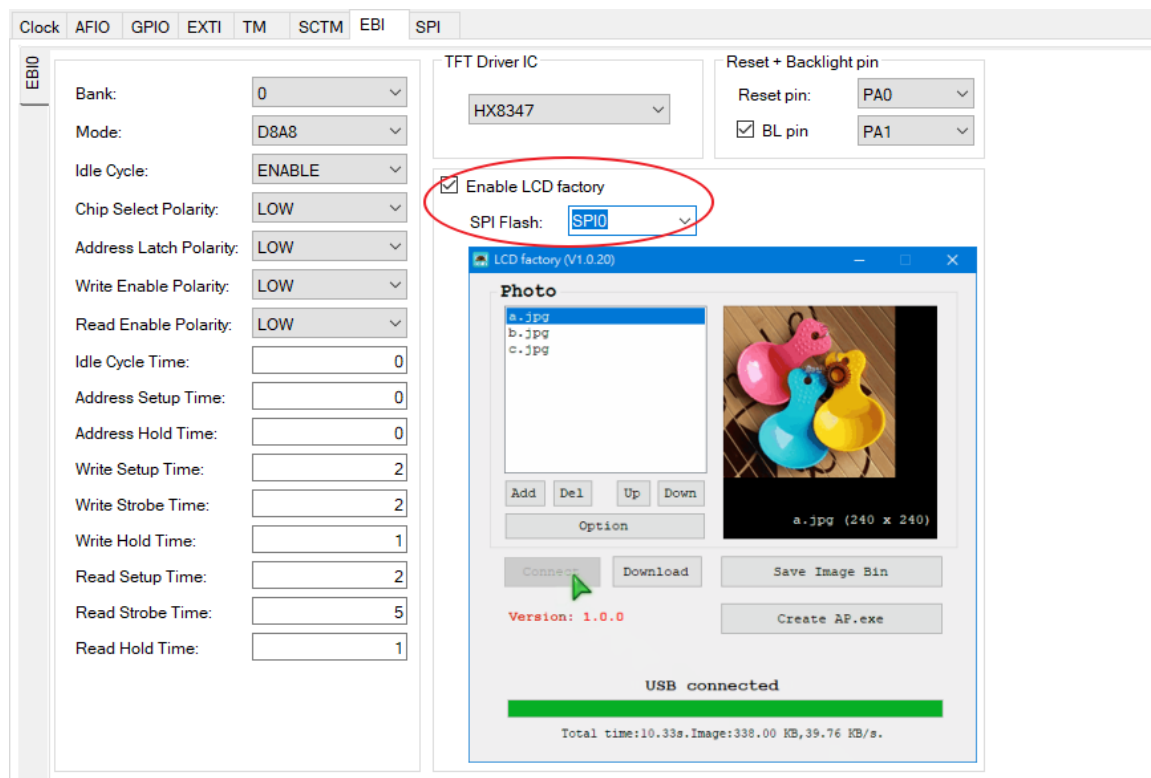 Clock AFIO GPIO EXTI TM SCTM EBI SPI
EBI0
Bank: 0
Mode: D8A8
Idle Cycle: ENABLE
Chip Select Polarity: LOW
Address Latch Polarity: LOW
Write Enable Polarity: LOW
Read Enable Polarity: LOW
Idle Cycle Time: 0
Address Setup Time: 0
Address Hold Time: 0
Write Setup Time: 2
Write Strobe Time: 2
Write Hold Time: 1
Read Setup Time: 2
Read Strobe Time: 5
Read Hold Time: 1
TFT Driver IC
HX8347
Reset + Backlight pin
Reset pin: PA0
BL pin PA1
Enable LCD factory
SPI Flash: SPI0
LCD factory (V1.0.20)
Photo
a.jpg
b.jpg
c.jpg
a.jpg (240 x 240)
Add Del Up Down
Option
Connect Download Save Image Bin
Version: 1.0.0 Create AP.exe
USB connected
Total time:10.33s.Image:338.00 KB,39.76 KB/s.